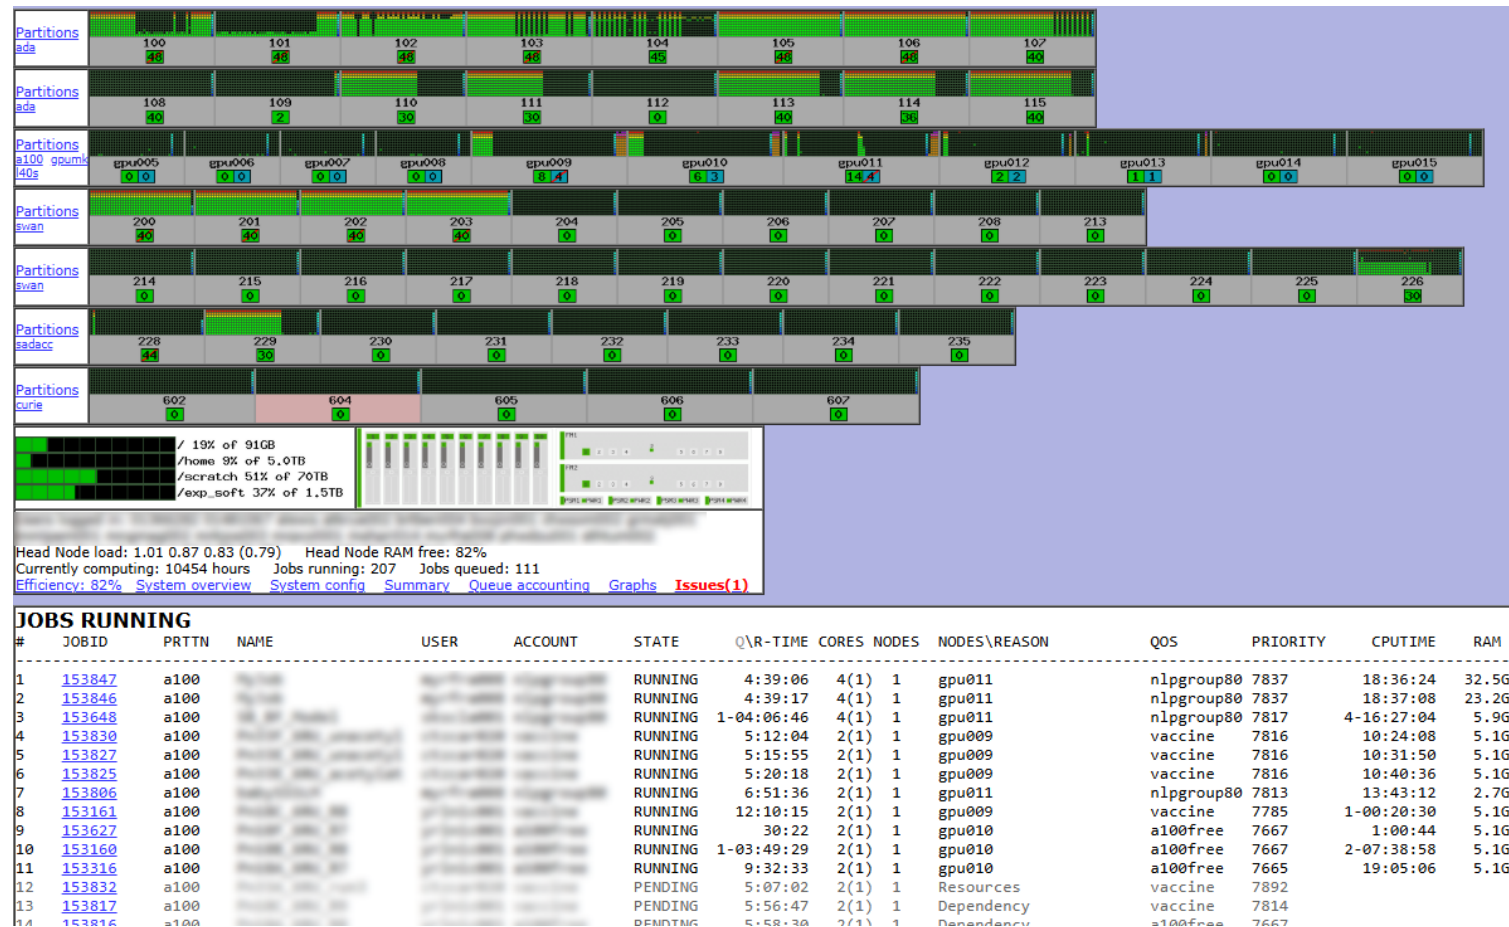 Partitions
ada
100 101 102 103 104 105 106 107
48 48 48 48 45 48 48 40
Partitions
ada
108 109 110 111 112 113 114 115
40 2 30 30 0 40 36 40
Partitions
a100 gpumk
l40s
gpu005 gpu006 gpu007 gpu008 gpu009 gpu010 gpu011 gpu012 gpu013 gpu014 gpu015
0 0 0 0 0 0 0 0 8 4 6 3 14 4 2 2 1 1 0 0 0 0
Partitions
swan
200 201 202 203 204 205 206 207 208 213
40 40 40 40 0 0 0 0 0 0
Partitions
swan
214 215 216 217 218 219 220 221 222 223 224 225 226
0 0 0 0 0 0 0 0 0 0 0 0 30
Partitions
sadacc
228 229 230 231 232 233 234 235
44 30 0 0 0 0 0 0
Partitions
curie
602 604 605 606 607
0 0 0 0 0
/ 19% of 91GB
/home 9% of 5.0TB
/scratch 51% of 70TB
/exp_soft 37% of 1.5TB
FM1
FM2
Head Node load: 1.01 0.87 0.83 (0.79) Head Node RAM free: 82%
Currently computing: 10454 hours Jobs running: 207 Jobs queued: 111
Efficiency: 82% System overview System config Summary Queue accounting Graphs Issues(1)
JOBS RUNNING
# JOBID PRTTN NAME USER ACCOUNT STATE Q\R-TIME CORES NODES NODES\REASON QOS PRIORITY CPUTIME RAM
1 153847 a100 RUNNING 4:39:06 4(1) 1 gpu011 nlpgroup80 7837 18:36:24 32.5G
2 153846 a100 RUNNING 4:39:17 4(1) 1 gpu011 nlpgroup80 7837 18:37:08 23.2G
3 153648 a100 RUNNING 1-04:06:46 4(1) 1 gpu011 nlpgroup80 7817 4-16:27:04 5.9G
4 153830 a100 RUNNING 5:12:04 2(1) 1 gpu009 vaccine 7816 10:24:08 5.1G
5 153827 a100 RUNNING 5:15:55 2(1) 1 gpu009 vaccine 7816 10:31:50 5.1G
6 153825 a100 RUNNING 5:20:18 2(1) 1 gpu009 vaccine 7816 10:40:36 5.1G
7 153806 a100 RUNNING 6:51:36 2(1) 1 gpu011 nlpgroup80 7813 13:43:12 2.7G
8 153161 a100 RUNNING 12:10:15 2(1) 1 gpu009 vaccine 7785 1-00:20:30 5.1G
9 153627 a100 RUNNING 30:22 2(1) 1 gpu010 a100free 7667 1:00:44 5.1G
10 153160 a100 RUNNING 1-03:49:29 2(1) 1 gpu010 a100free 7667 2-07:38:58 5.1G
11 153316 a100 RUNNING 9:32:33 2(1) 1 gpu010 a100free 7665 19:05:06 5.1G
12 153832 a100 PENDING 5:07:02 2(1) 1 Resources vaccine 7892
13 153817 a100 PENDING 5:56:47 2(1) 1 Dependency vaccine 7814
14 153816 a100 PENDING 5:58:30 2(1) 1 Dependency a100free 7667